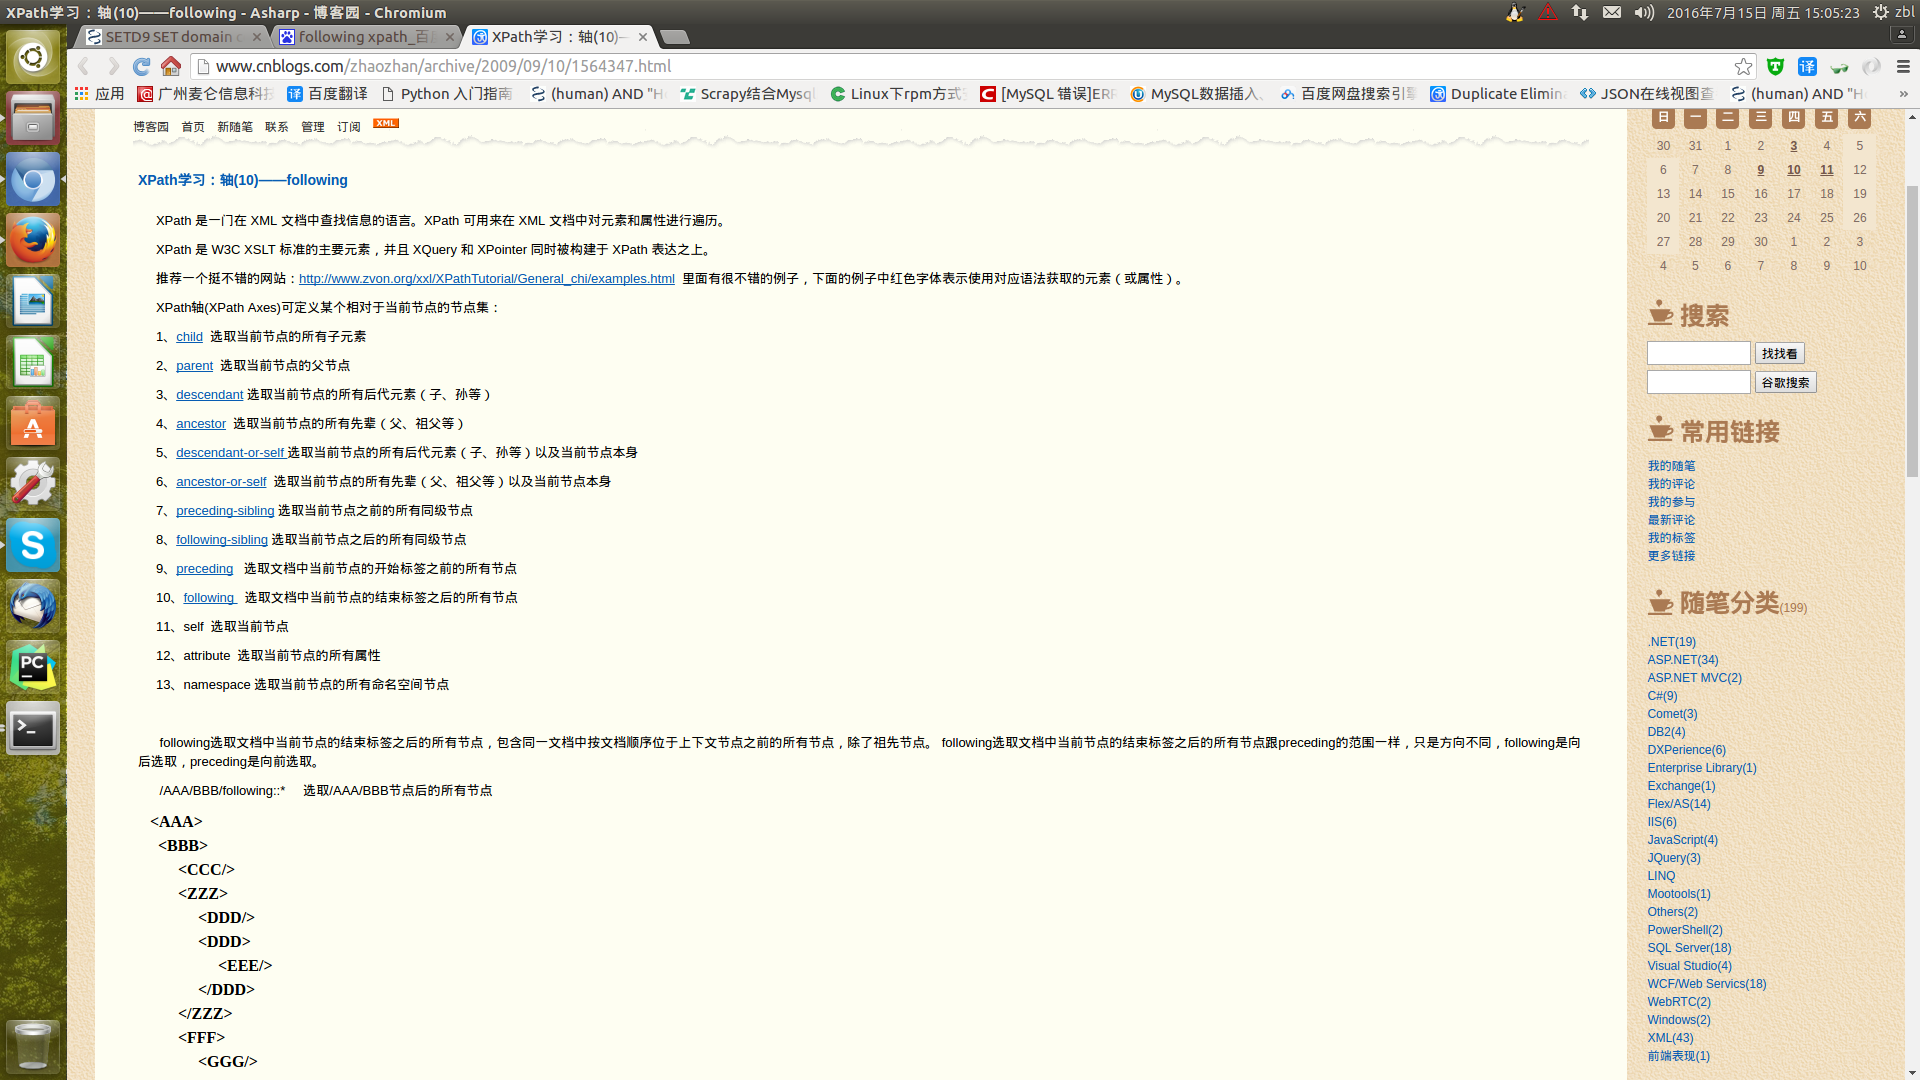 XPath学习：轴(10)——following - Asharp - 博客园 - Chromium
2016年7月15日 周五 15:05:23 zbl
SETD9 SET domain
following xpath_百
XPath学习：轴(10)—
www.cnblogs.com/zhaozhan/archive/2009/09/10/1564347.html
应用 广州麦仑信息科技 百度翻译 Python 入门指南 (human) AND "H Scrapy结合Mysql Linux下rpm方式 [MySQL 错误]ERR MySQL数据插入、 百度网盘搜索引擎 Duplicate Elimin JSON在线视图查 (human) AND "H »
博客园 首页 新随笔 联系 管理 订阅 XML
XPath学习：轴(10)——following
XPath 是一门在 XML 文档中查找信息的语言。XPath 可用来在 XML 文档中对元素和属性进行遍历。
XPath 是 W3C XSLT 标准的主要元素，并且 XQuery 和 XPointer 同时被构建于 XPath 表达之上。
推荐一个挺不错的网站：http://www.zvon.org/xxl/XPathTutorial/General_chi/examples.html 里面有很不错的例子，下面的例子中红色字体表示使用对应语法获取的元素（或属性）。
XPath轴(XPath Axes)可定义某个相对于当前节点的节点集：
1、child 选取当前节点的所有子元素
2、parent 选取当前节点的父节点
3、descendant 选取当前节点的所有后代元素（子、孙等）
4、ancestor 选取当前节点的所有先辈（父、祖父等）
5、descendant-or-self 选取当前节点的所有后代元素（子、孙等）以及当前节点本身
6、ancestor-or-self 选取当前节点的所有先辈（父、祖父等）以及当前节点本身
7、preceding-sibling 选取当前节点之前的所有同级节点
8、following-sibling 选取当前节点之后的所有同级节点
9、preceding 选取文档中当前节点的开始标签之前的所有节点
10、following 选取文档中当前节点的结束标签之后的所有节点
11、self 选取当前节点
12、attribute 选取当前节点的所有属性
13、namespace 选取当前节点的所有命名空间节点
following选取文档中当前节点的结束标签之后的所有节点，包含同一文档中按文档顺序位于上下文节点之前的所有节点，除了祖先节点。 following选取文档中当前节点的结束标签之后的所有节点跟preceding的范围一样，只是方向不同，following是向
后选取，preceding是向前选取。
/AAA/BBB/following::* 选取/AAA/BBB节点后的所有节点
<AAA>
<BBB>
<CCC/>
<ZZZ>
<DDD/>
<DDD>
<EEE/>
</DDD>
</ZZZ>
<FFF>
<GGG/>
日 一 二 三 四 五 六
30 31 1 2 3 4 5
6 7 8 9 10 11 12
13 14 15 16 17 18 19
20 21 22 23 24 25 26
27 28 29 30 1 2 3
4 5 6 7 8 9 10
搜索
找找看
谷歌搜索
常用链接
我的随笔
我的评论
我的参与
最新评论
我的标签
更多链接
随笔分类(199)
.NET(19)
ASP.NET(34)
ASP.NET MVC(2)
C#(9)
Comet(3)
DB2(4)
DXPerience(6)
Enterprise Library(1)
Exchange(1)
Flex/AS(14)
IIS(6)
JavaScript(4)
JQuery(3)
LINQ
Mootools(1)
Others(2)
PowerShell(2)
SQL Server(18)
Visual Studio(4)
WCF/Web Servics(18)
WebRTC(2)
Windows(2)
XML(43)
前端表现(1)